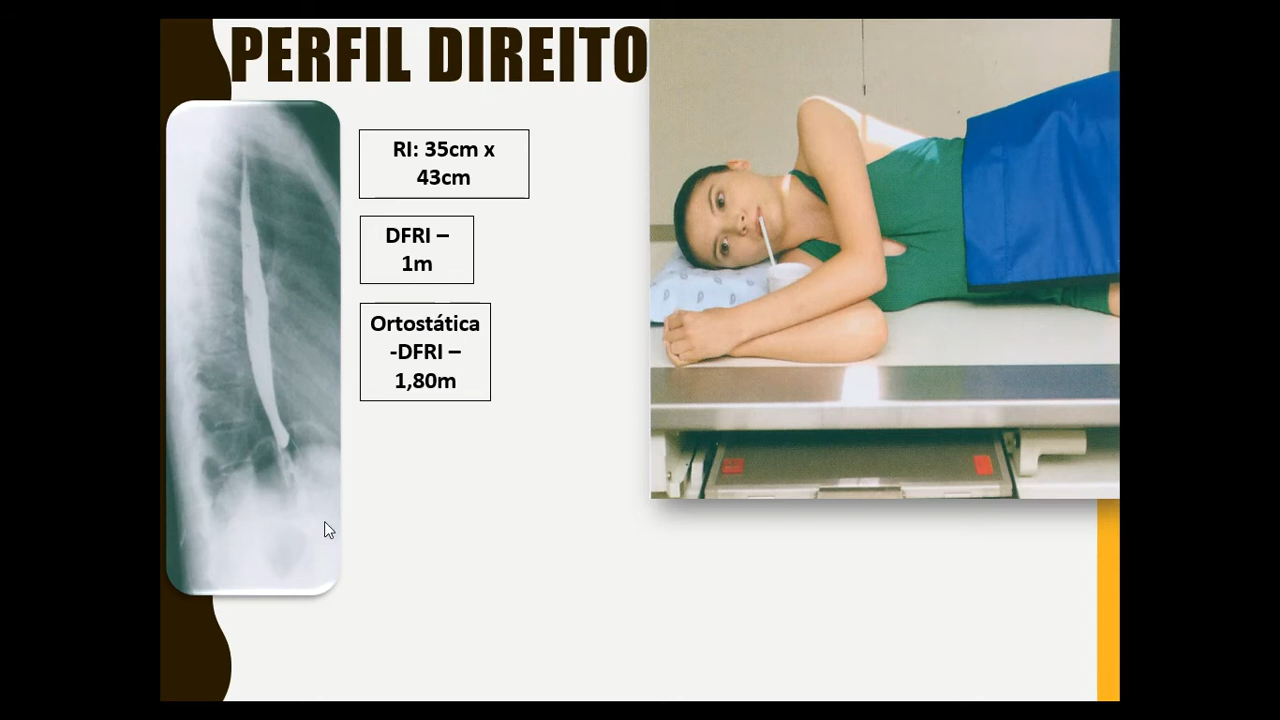 PERFIL DIREITO
RI: 35cm x
43cm
DFRI –
1m
Ortostática
-DFRI –
1,80m